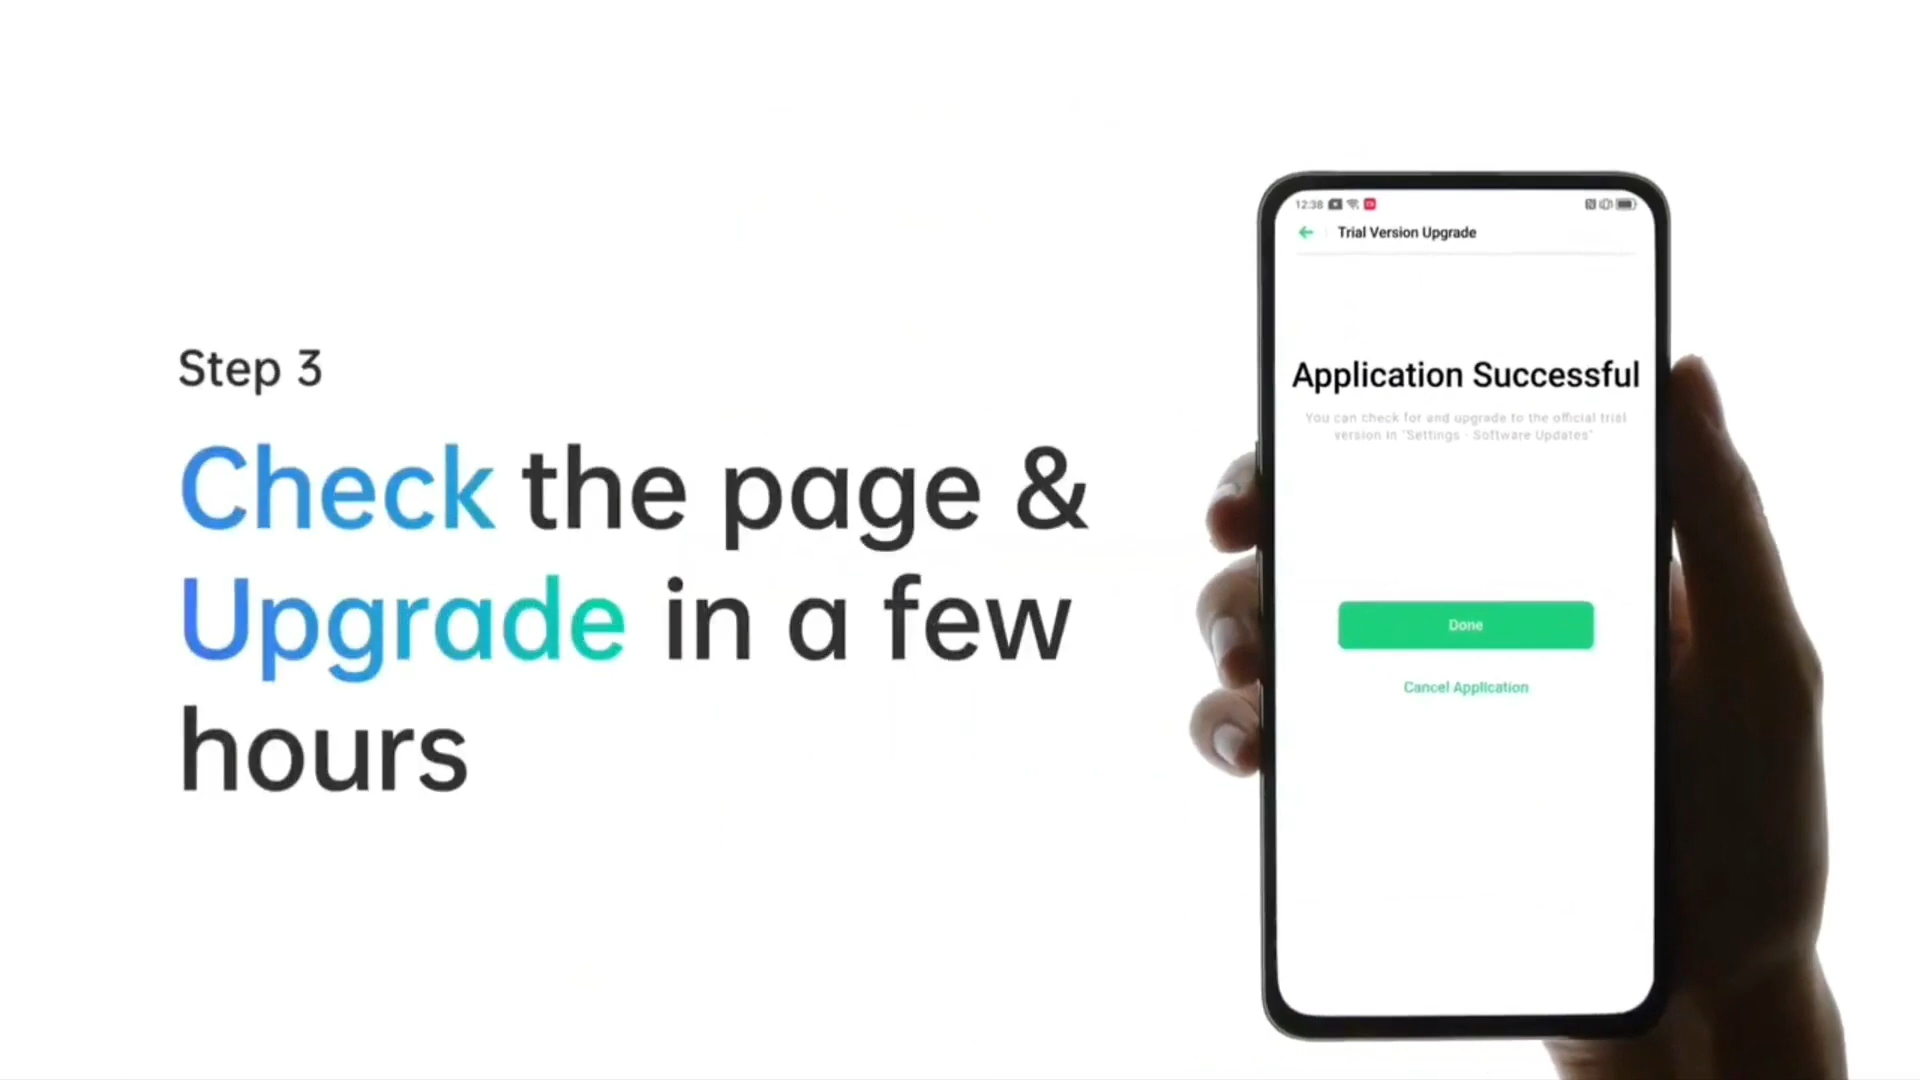 Step 3
Check the page &
Upgrade in a few
hours
12:38
Trial Version Upgrade
Application Successful
You can check for and upgrade to the official trial
version in "Settings - Software Updates"
Done
Cancel Application